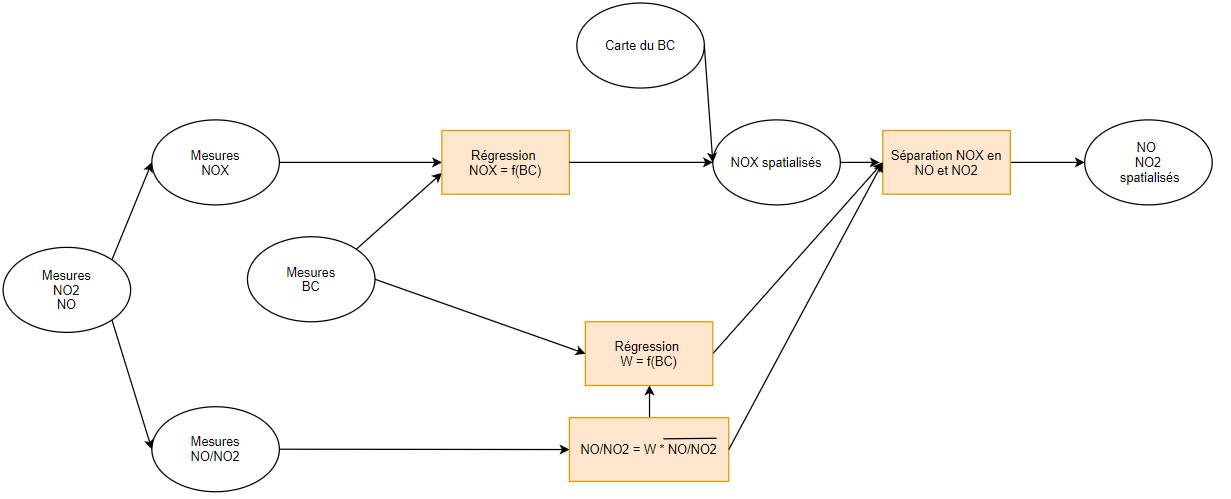 Carte du BC
Mesures
NOX
Régression
NOX = f(BC)
NOX spatialisés
Séparation NOX en
NO et NO2
NO
NO2
spatialisés
Mesures
NO2
NO
Mesures
BC
Régression
W = f(BC)
Mesures
NO/NO2
NO/NO2 = W * NO/NO2